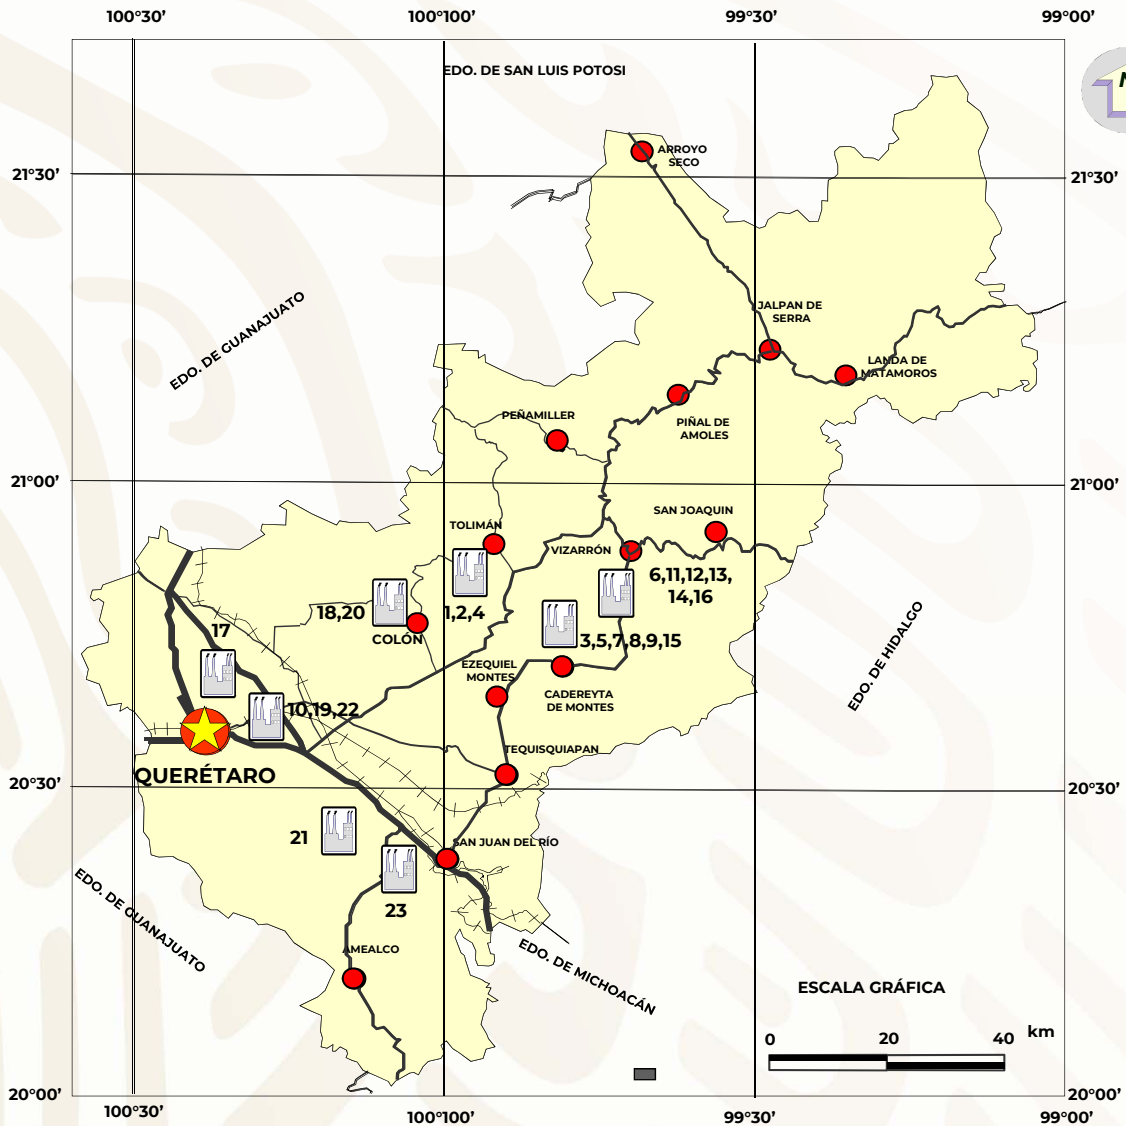 100°30’ 100°10’ 99°30’ 99°00’
EDO. DE SAN LUIS POTOSI
N
ARROYO
SECO
21°30’ 21°30’
JALPAN DE
SERRA
EDO. DE GUANAJUATO
LANDA DE
MATAMOROS
PEÑAMILLER
PIÑAL DE
AMOLES
21°00’ 21°00’
SAN JOAQUIN
TOLIMÁN
VIZARRÓN
6,11,12,13,
14,16
18,20
1,2,4
COLÓN
17
3,5,7,8,9,15
EDO. DE HIDALGO
EZEQUIEL
MONTES
CADEREYTA
DE MONTES
10,19,22
TEQUISQUIAPAN
QUERÉTARO
20°30’ 20°30’
21
SAN JUAN DEL RÍO
23
EDO. DE GUANAJUATO
AMEALCO
EDO. DE MICHOACÁN
ESCALA GRÁFICA
0 20 40 km
20°00’ 20°00’
100°30’ 100°10’ 99°30’ 99°00’